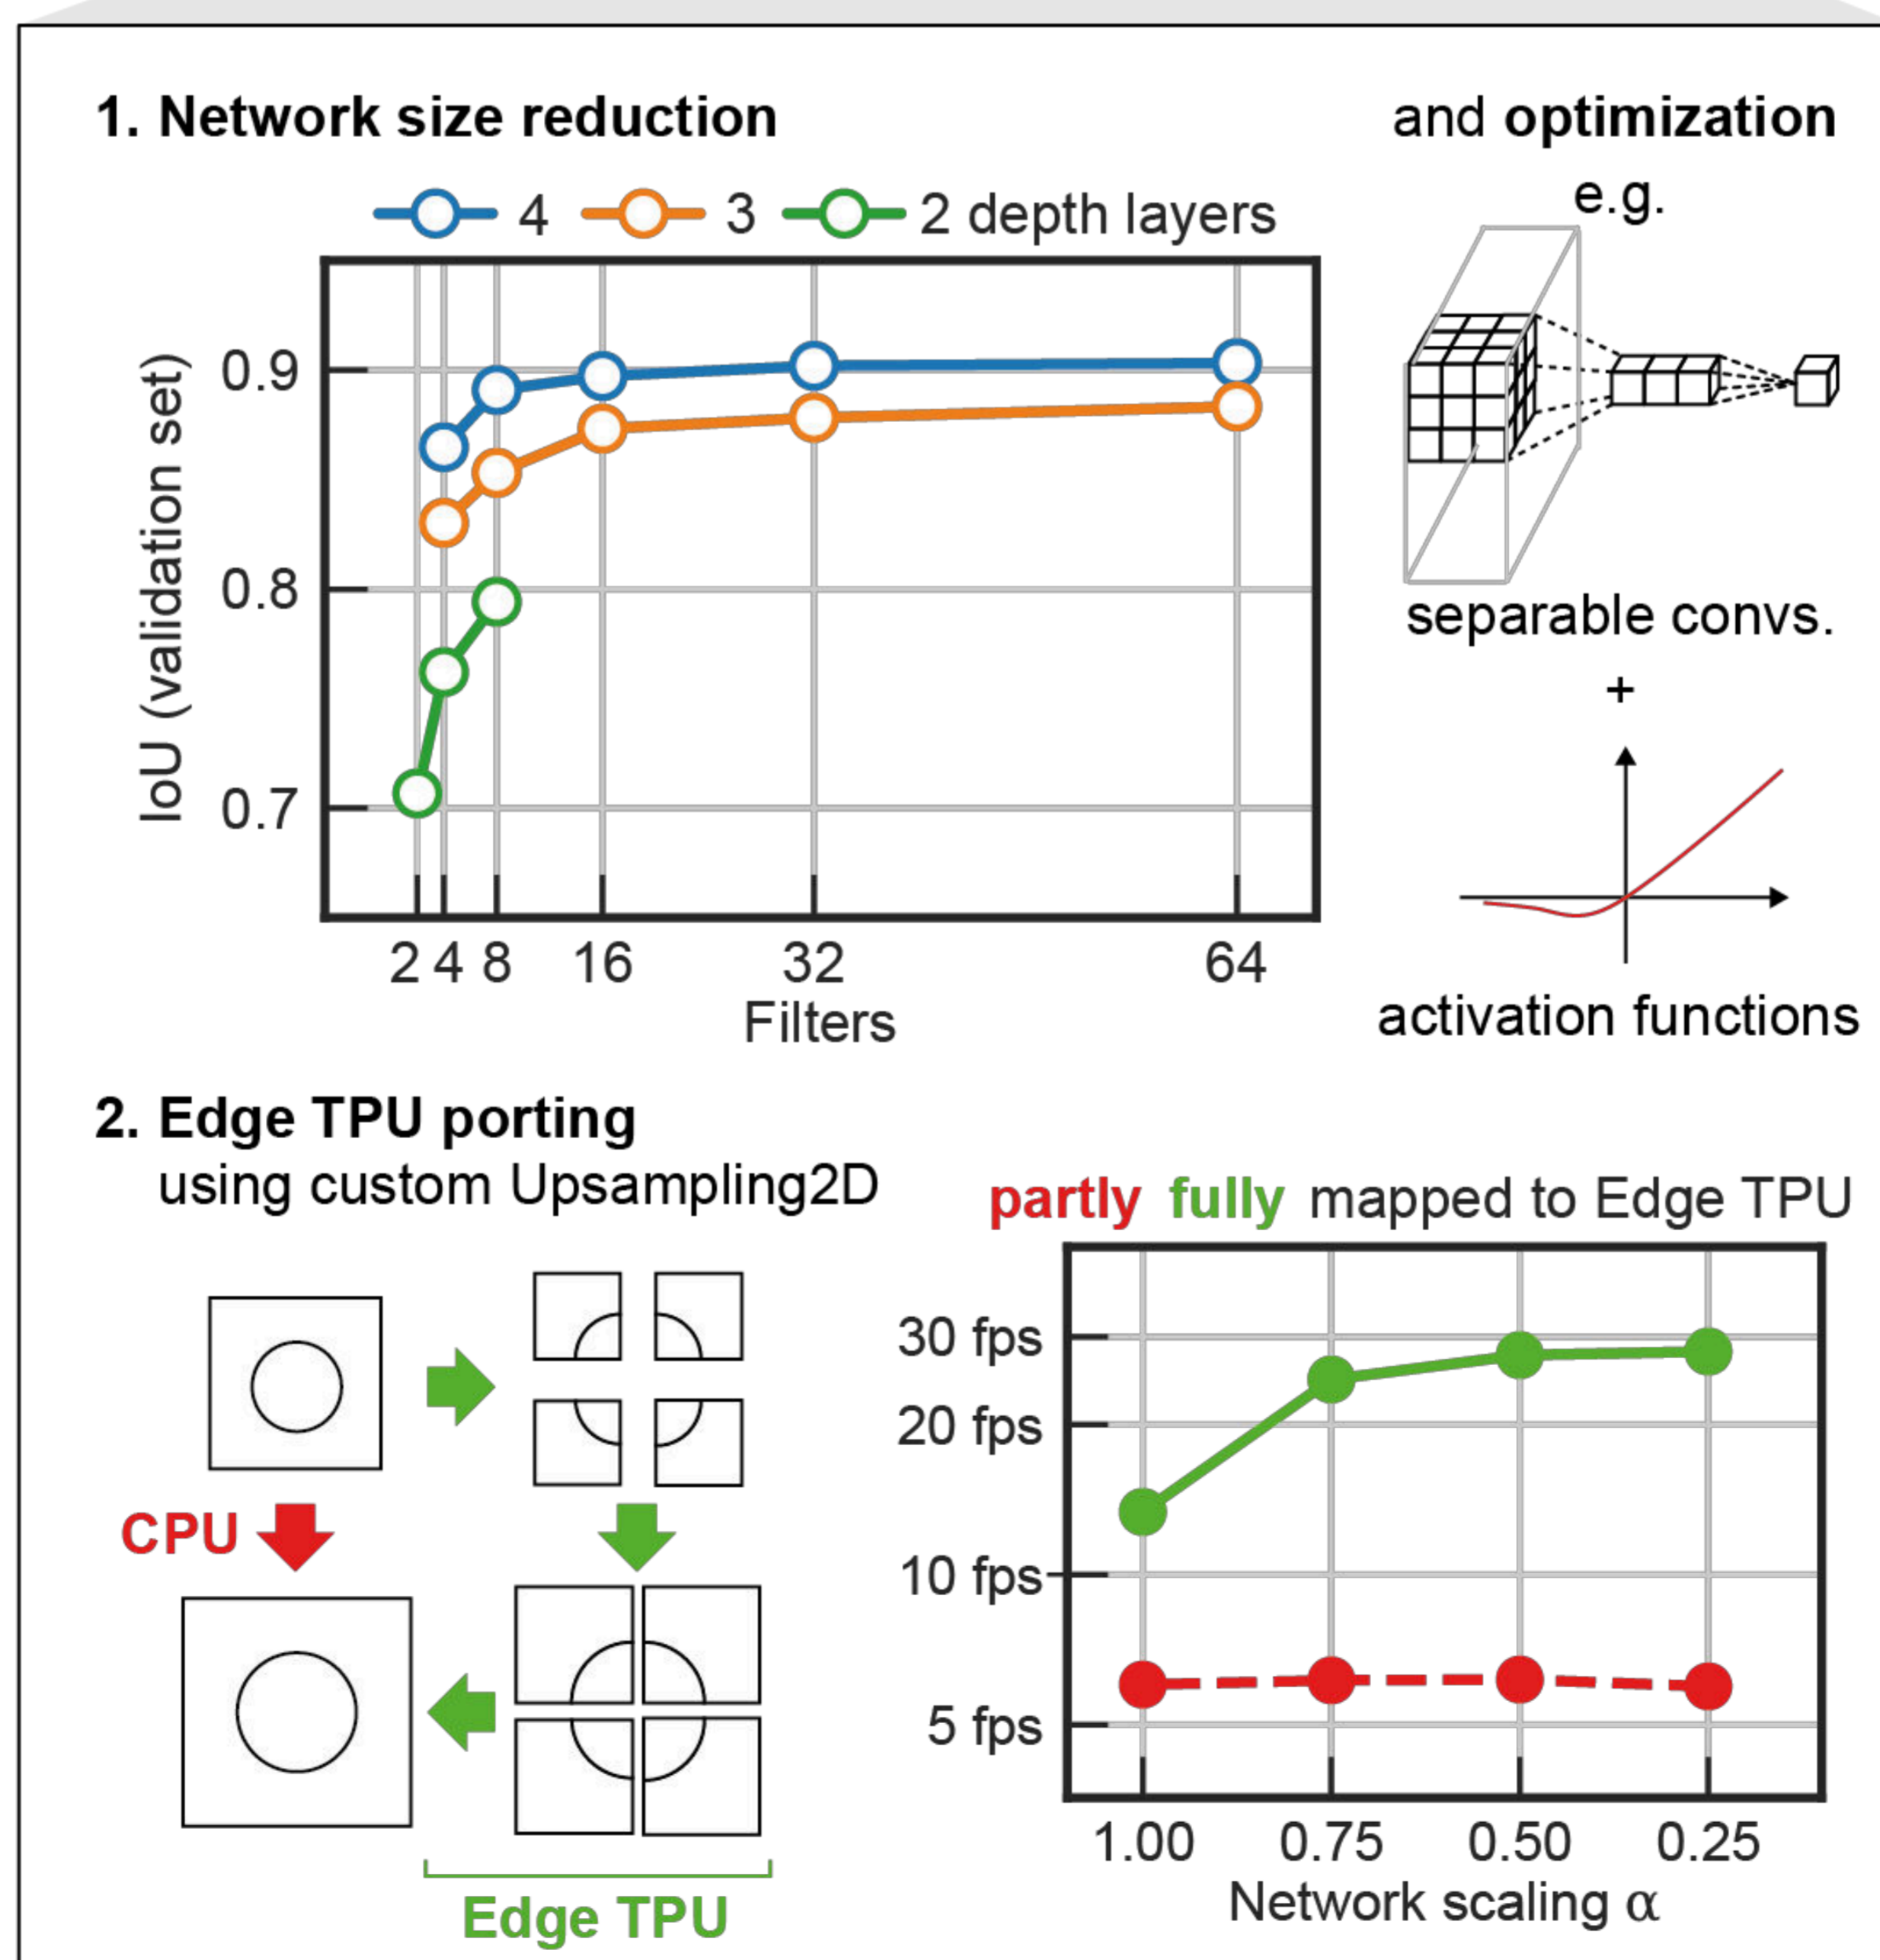 1. Network size reduction
and optimization
e.g.
4 3 2 depth layers
IoU (validation set)
0.9
0.8
0.7
2 4 8 16 32 64
Filters
separable convs.
+
activation functions
2. Edge TPU porting
using custom Upsampling2D
CPU
Edge TPU
partly fully mapped to Edge TPU
30 fps
20 fps
10 fps
5 fps
1.00 0.75 0.50 0.25
Network scaling α